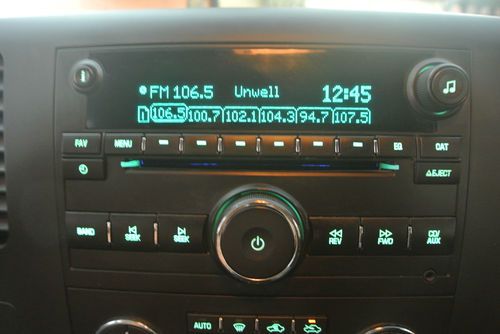 FM 106.5 Unwell 12:45
1 106.5 100.7 102.1 104.3 94.7 107.5
FAV MENU EQ CAT
EJECT
BAND SEEK SEEK REV FWD CD/AUX
AUTO